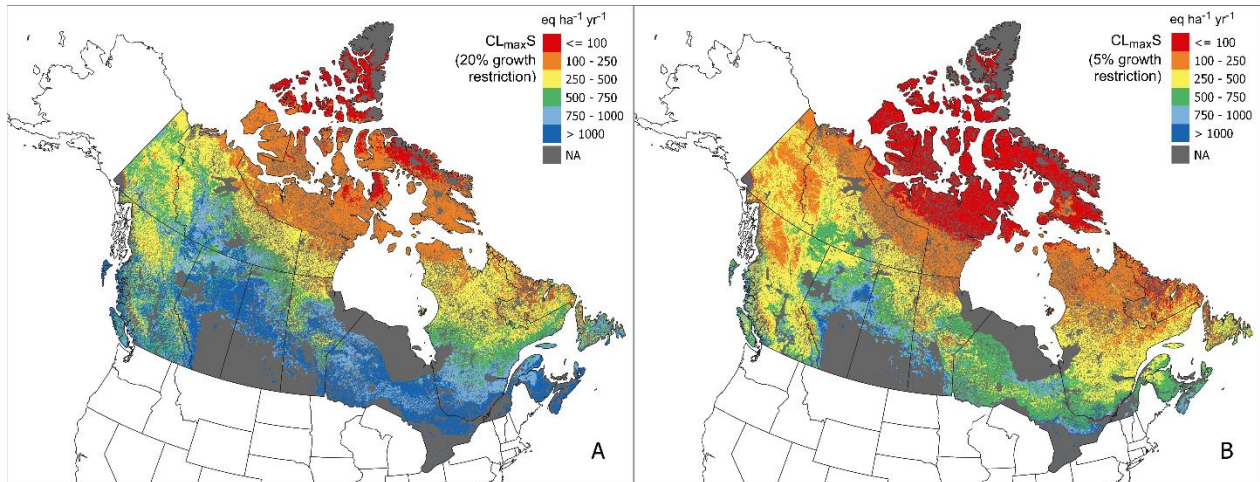 eq ha⁻¹ yr⁻¹
CLmaxS
(20% growth
restriction)
<= 100
100 - 250
250 - 500
500 - 750
750 - 1000
> 1000
NA
A
eq ha⁻¹ yr⁻¹
CLmaxS
(5% growth
restriction)
<= 100
100 - 250
250 - 500
500 - 750
750 - 1000
> 1000
NA
B